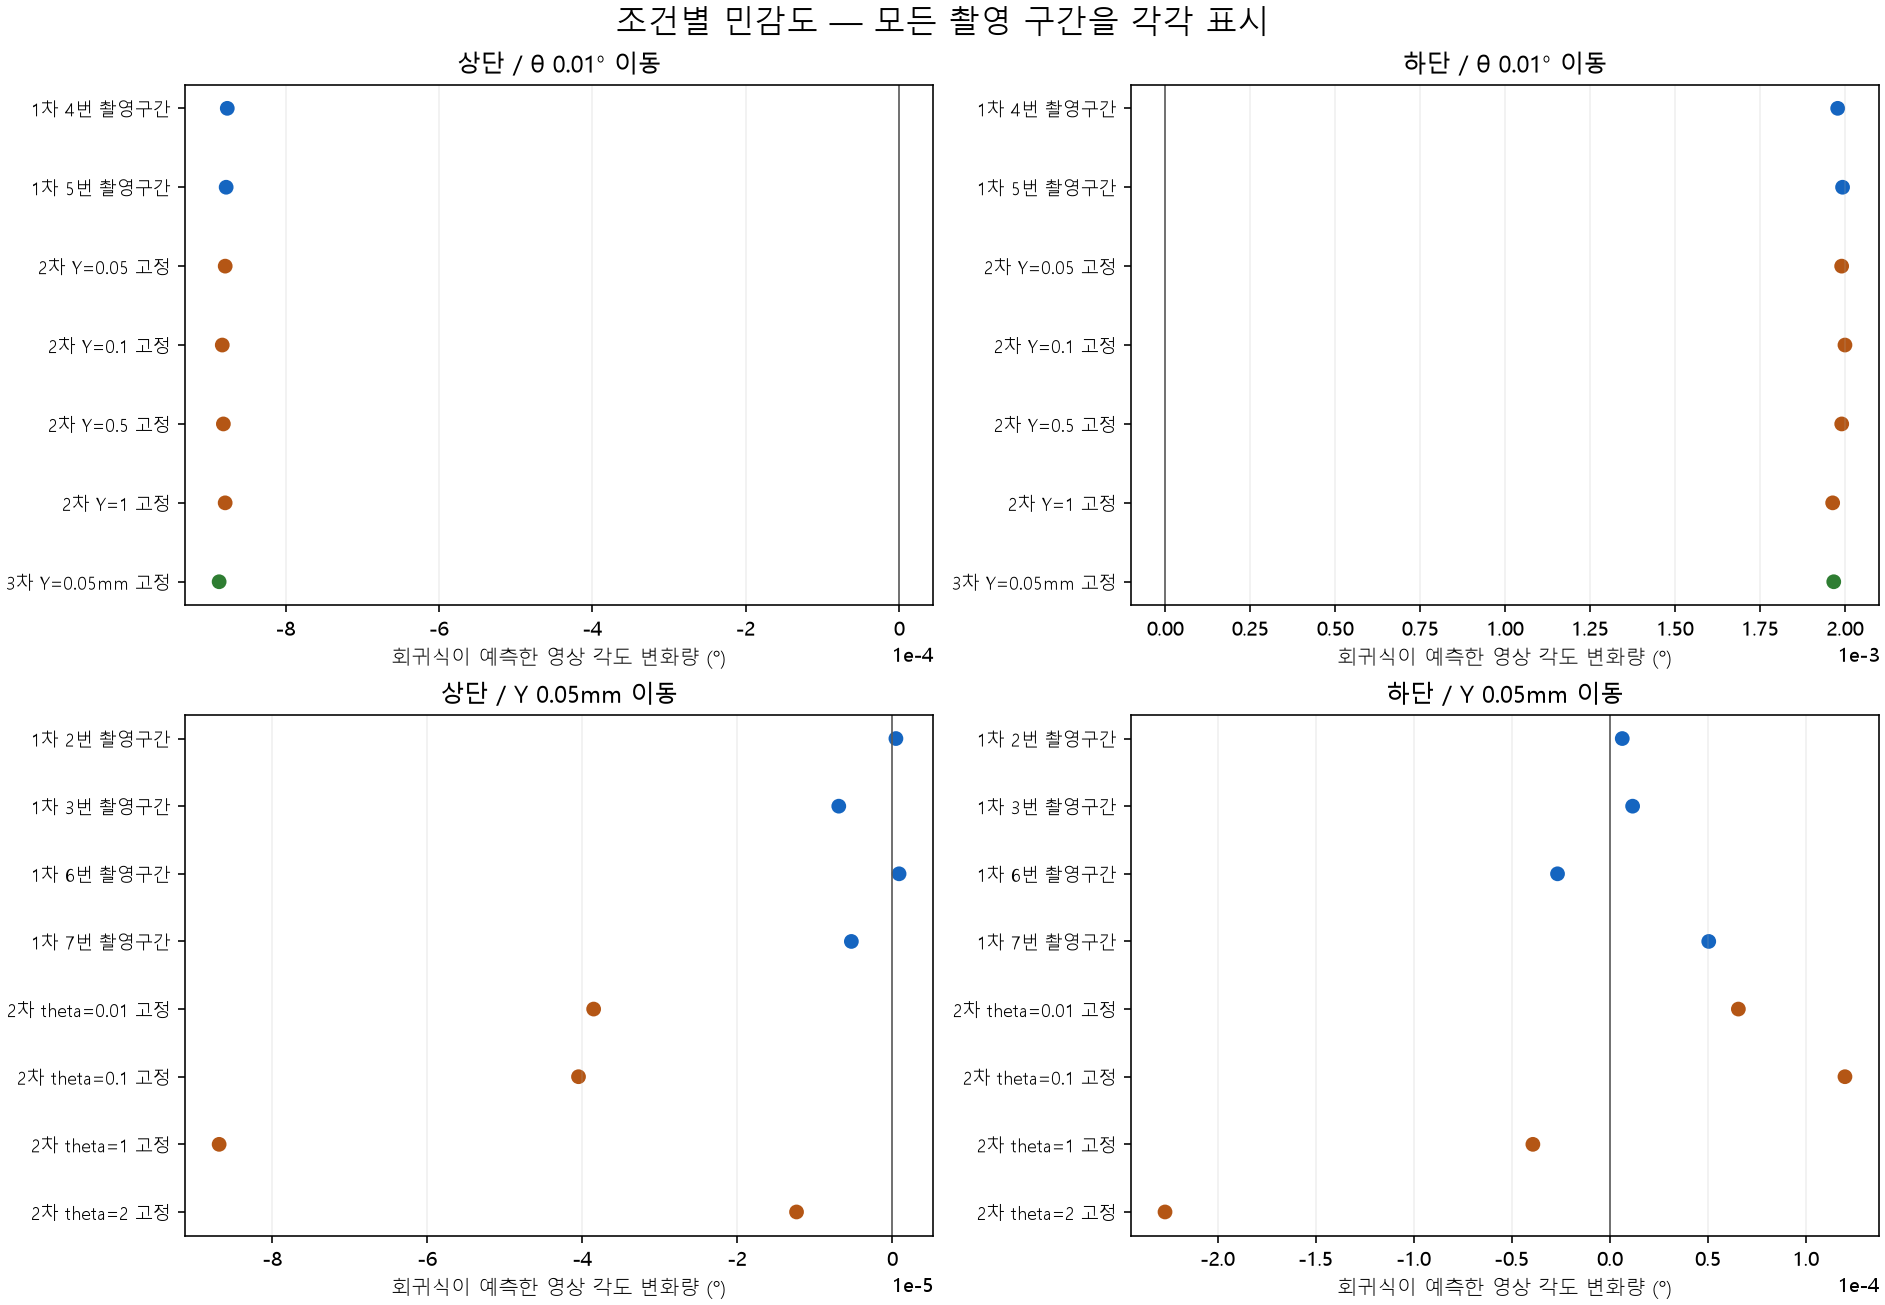 조건별 민감도 — 모든 촬영 구간을 각각 표시
상단 / θ 0.01° 이동
1차 4번 촬영구간
1차 5번 촬영구간
2차 Y=0.05 고정
2차 Y=0.1 고정
2차 Y=0.5 고정
2차 Y=1 고정
3차 Y=0.05mm 고정
-8 -6 -4 -2 0
회귀식이 예측한 영상 각도 변화량 (°)
1e-4
하단 / θ 0.01° 이동
1차 4번 촬영구간
1차 5번 촬영구간
2차 Y=0.05 고정
2차 Y=0.1 고정
2차 Y=0.5 고정
2차 Y=1 고정
3차 Y=0.05mm 고정
0.00 0.25 0.50 0.75 1.00 1.25 1.50 1.75 2.00
회귀식이 예측한 영상 각도 변화량 (°)
1e-3
상단 / Y 0.05mm 이동
1차 2번 촬영구간
1차 3번 촬영구간
1차 6번 촬영구간
1차 7번 촬영구간
2차 theta=0.01 고정
2차 theta=0.1 고정
2차 theta=1 고정
2차 theta=2 고정
-8 -6 -4 -2 0
회귀식이 예측한 영상 각도 변화량 (°)
1e-5
하단 / Y 0.05mm 이동
1차 2번 촬영구간
1차 3번 촬영구간
1차 6번 촬영구간
1차 7번 촬영구간
2차 theta=0.01 고정
2차 theta=0.1 고정
2차 theta=1 고정
2차 theta=2 고정
-2.0 -1.5 -1.0 -0.5 0.0 0.5 1.0
회귀식이 예측한 영상 각도 변화량 (°)
1e-4